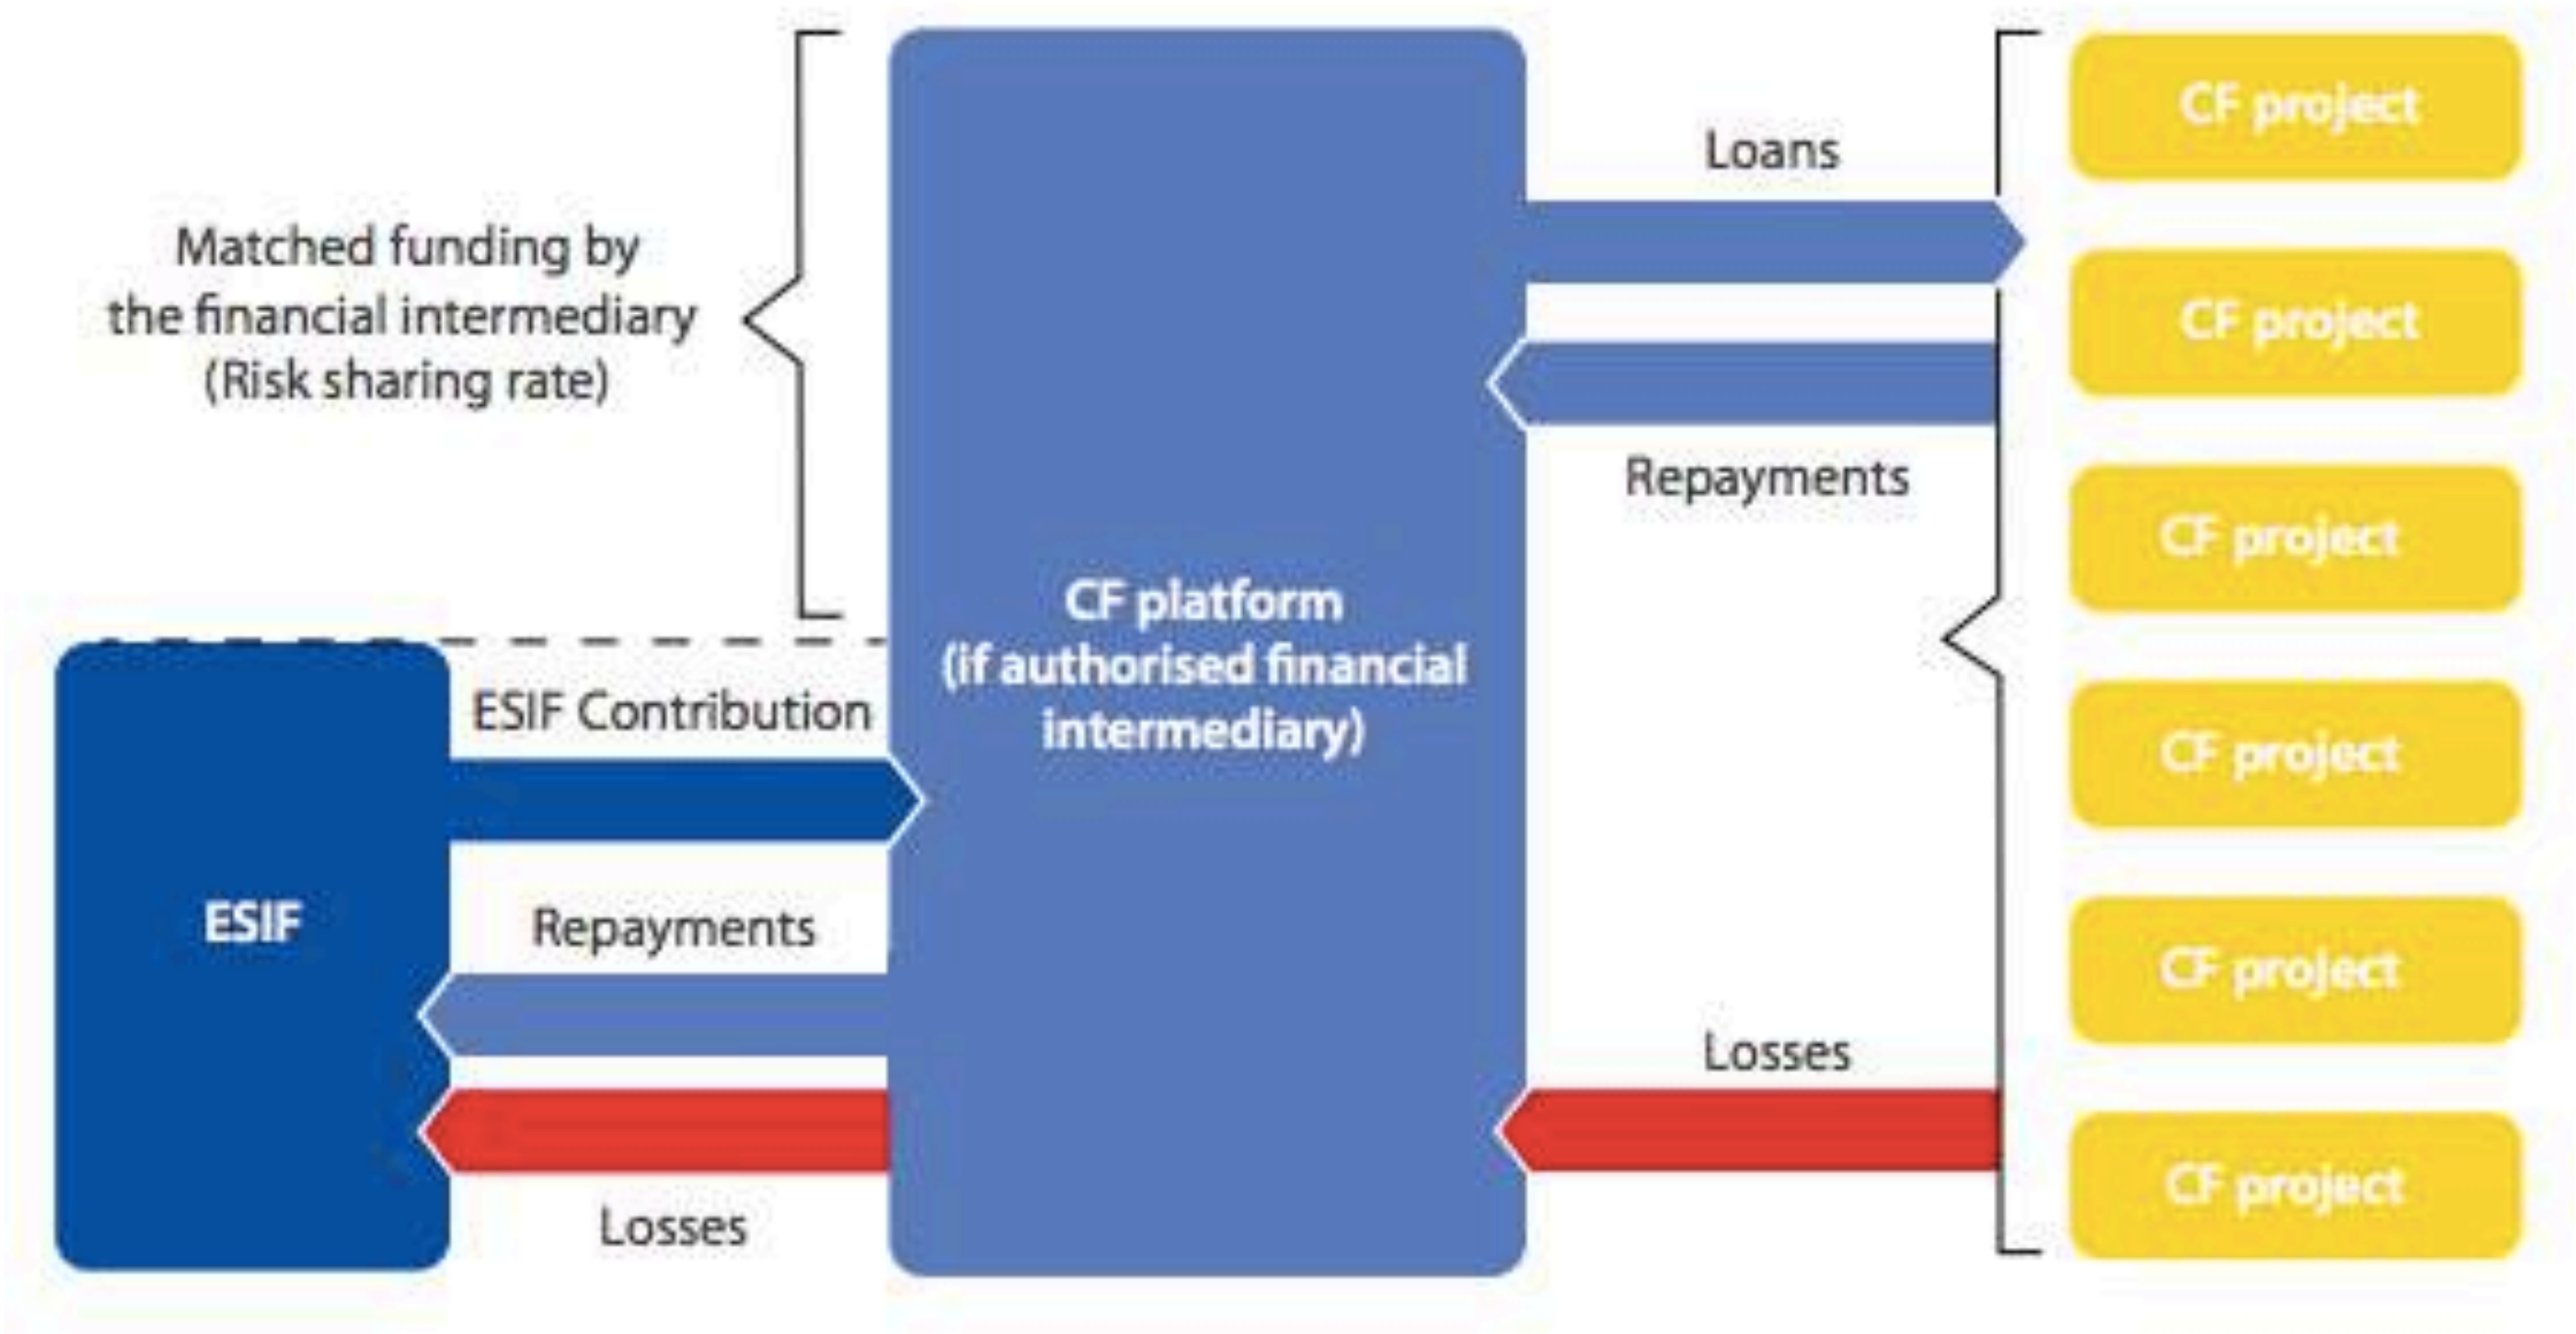 Matched funding by
the financial intermediary
(Risk sharing rate)
ESIF
ESIF Contribution
Repayments
Losses
CF platform
(if authorised financial
intermediary)
Loans
Repayments
Losses
CF project
CF project
CF project
CF project
CF project
CF project